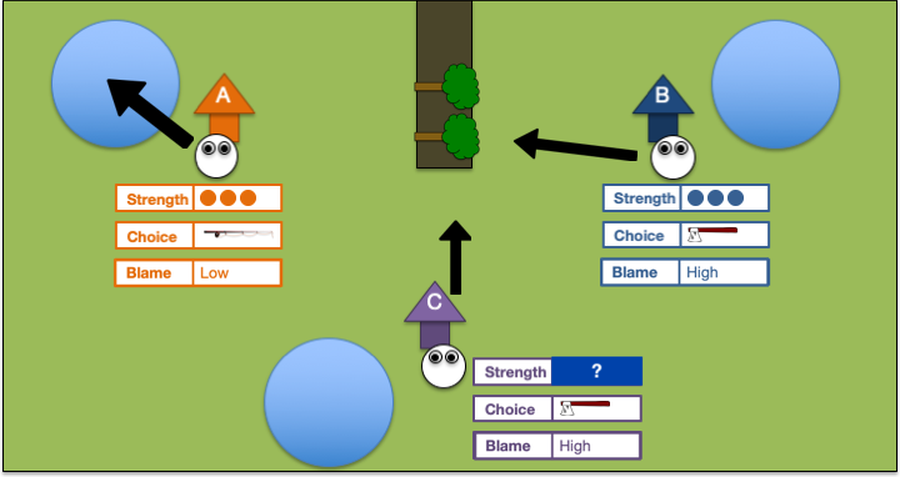 A
B
Strength
Choice
Blame Low
Strength
Choice
Blame High
C
Strength ?
Choice
Blame High